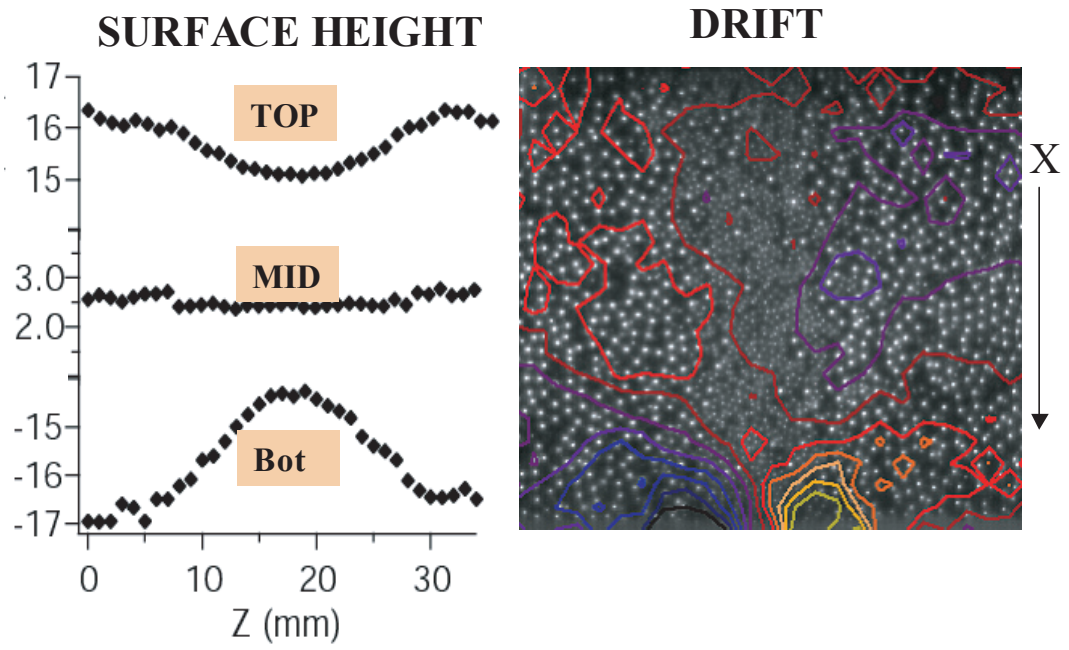 SURFACE HEIGHT
DRIFT
17
16
15
TOP
3.0
2.0
MID
-15
-16
-17
Bot
0 10 20 30
Z (mm)
X